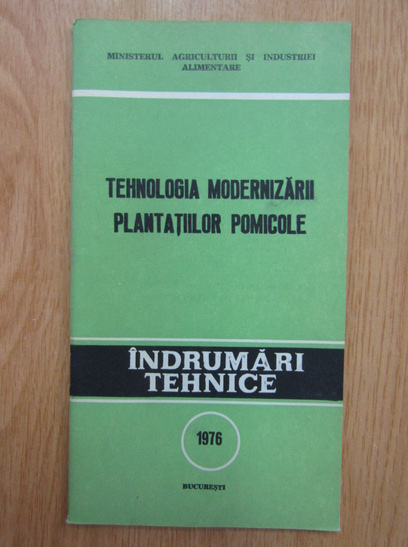 MINISTERUL AGRICULTURII ȘI INDUSTRIEI
ALIMENTARE
TEHNOLOGIA MODERNIZĂRII
PLANTAȚIILOR POMICOLE
ÎNDRUMĂRI
TEHNICE
1976
BUCUREȘTI